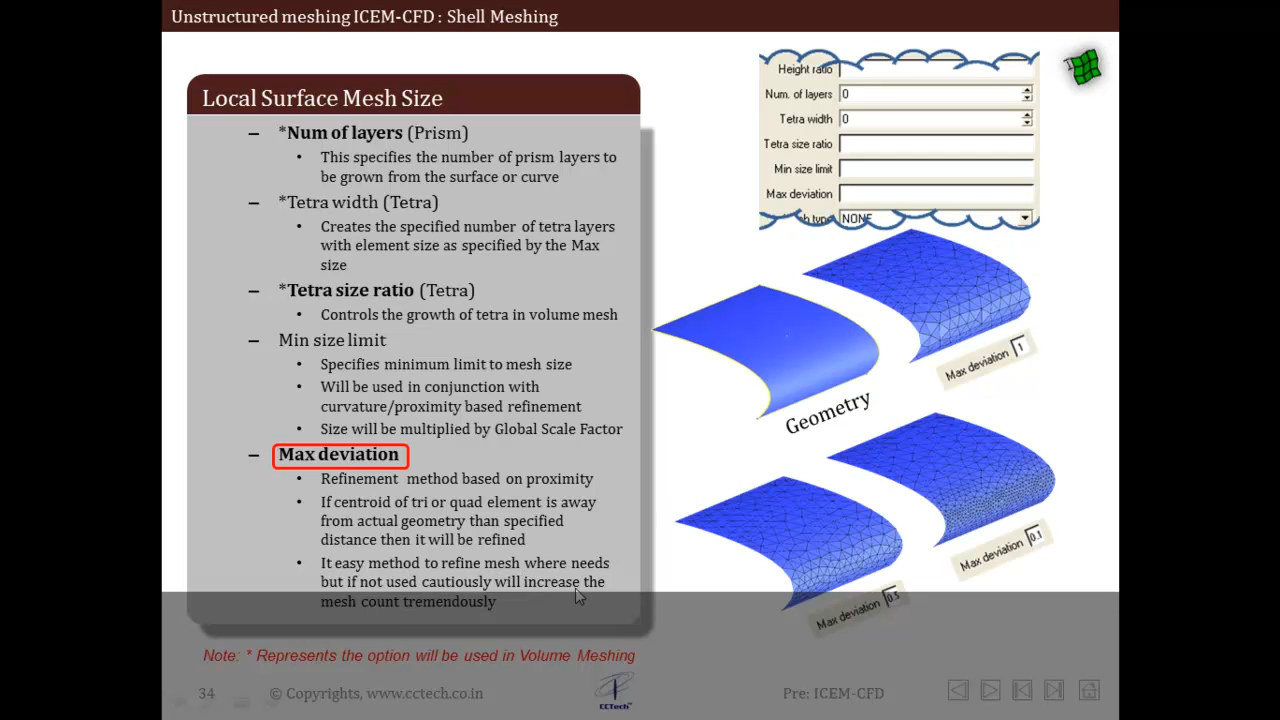 Unstructured meshing ICEM-CFD : Shell Meshing
Local Surface Mesh Size
– *Num of layers (Prism)
• This specifies the number of prism layers to
be grown from the surface or curve
– *Tetra width (Tetra)
• Creates the specified number of tetra layers
with element size as specified by the Max
size
– *Tetra size ratio (Tetra)
• Controls the growth of tetra in volume mesh
– Min size limit
• Specifies minimum limit to mesh size
• Will be used in conjunction with
curvature/proximity based refinement
• Size will be multiplied by Global Scale Factor
– Max deviation
• Refinement method based on proximity
• If centroid of tri or quad element is away
from actual geometry than specified
distance then it will be refined
• It easy method to refine mesh where needs
but if not used cautiously will increase the
mesh count tremendously
Height ratio
Num. of layers 0
Tetra width 0
Tetra size ratio
Min size limit
Max deviation
type NONE
Max deviation 1
Geometry
Max deviation 0.1
Max deviation 0.5
Note: * Represents the option will be used in Volume Meshing
34
© Copyrights, www.cctech.co.in
CCTech
Pre: ICEM-CFD